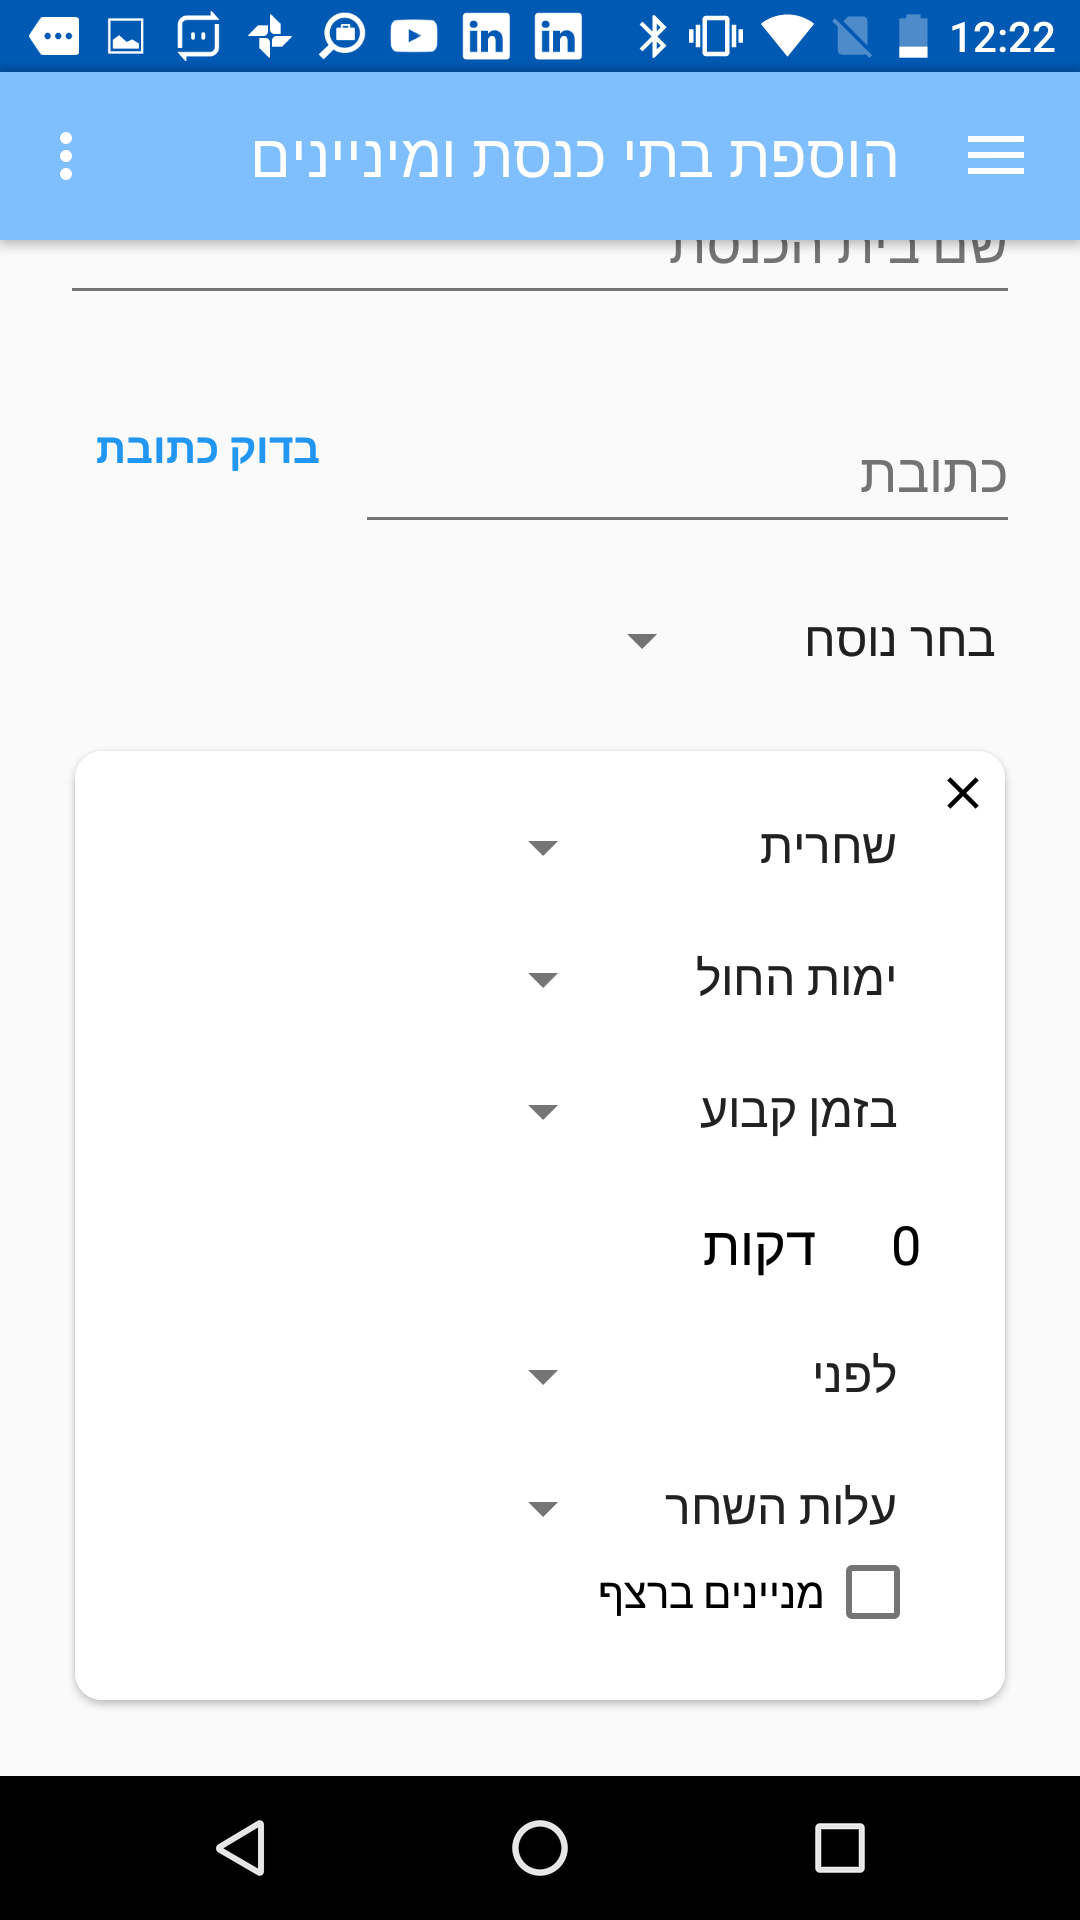 12:22
הוספת בתי כנסת ומיניינים
שם בית הכנסת
כתובת
בדוק כתובת
בחר נוסח
שחרית
ימות החול
בזמן קבוע
0 דקות
לפני
עלות השחר
מניינים ברצף